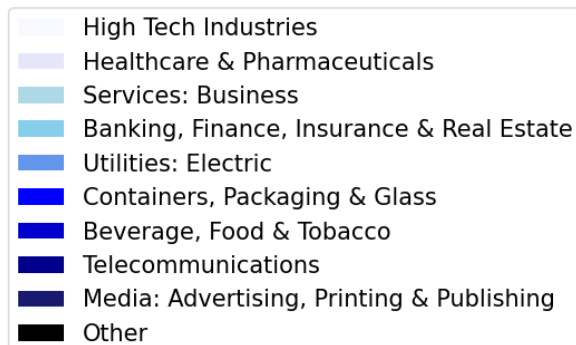 High Tech Industries
Healthcare & Pharmaceuticals
Services: Business
Banking, Finance, Insurance & Real Estate
Utilities: Electric
Containers, Packaging & Glass
Beverage, Food & Tobacco
Telecommunications
Media: Advertising, Printing & Publishing
Other